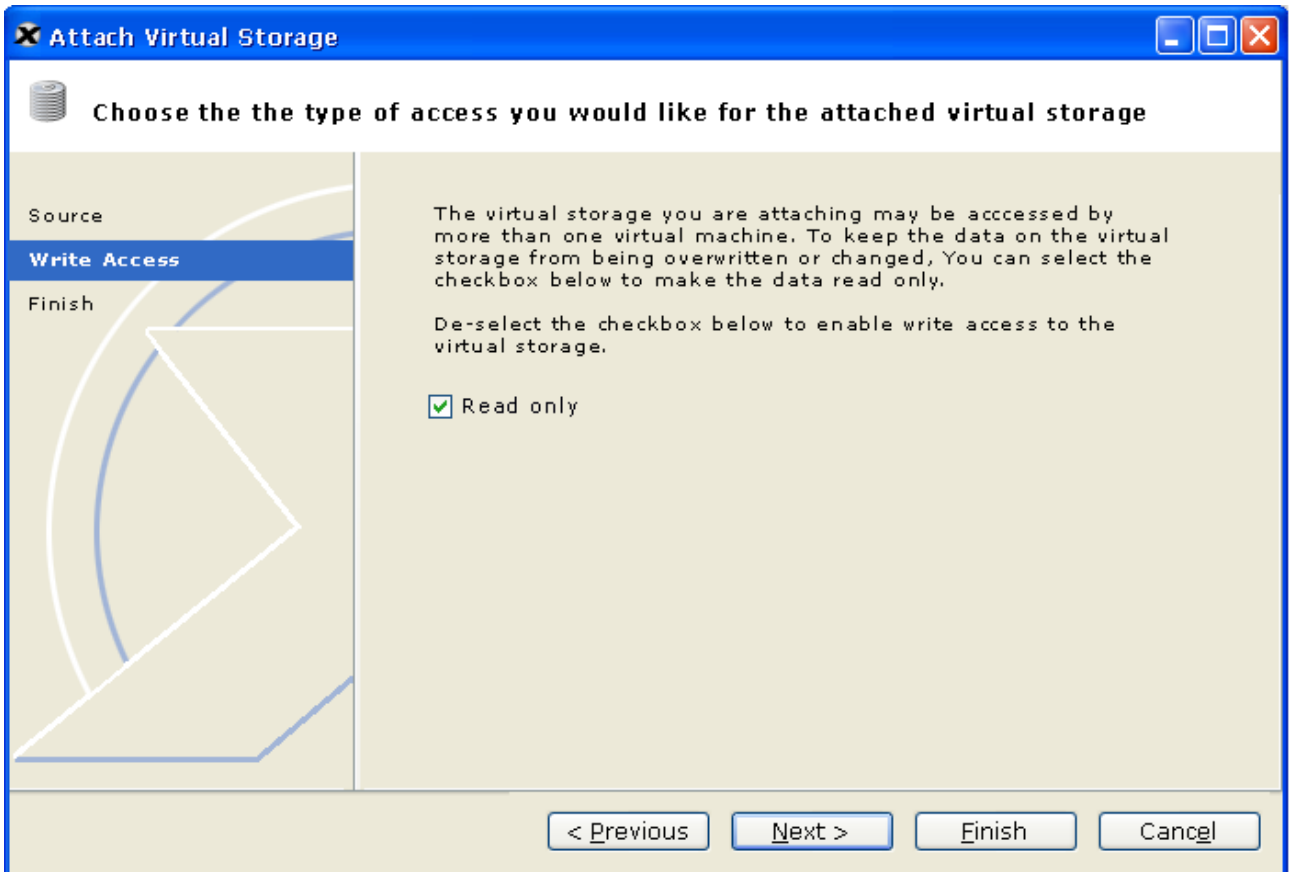 Attach Virtual Storage
Choose the the type of access you would like for the attached virtual storage
Source
Write Access
Finish
The virtual storage you are attaching may be acccessed by
more than one virtual machine. To keep the data on the virtual
storage from being overwritten or changed, You can select the
checkbox below to make the data read only.
De-select the checkbox below to enable write access to the
virtual storage.
Read only
< Previous
Next >
Finish
Cancel